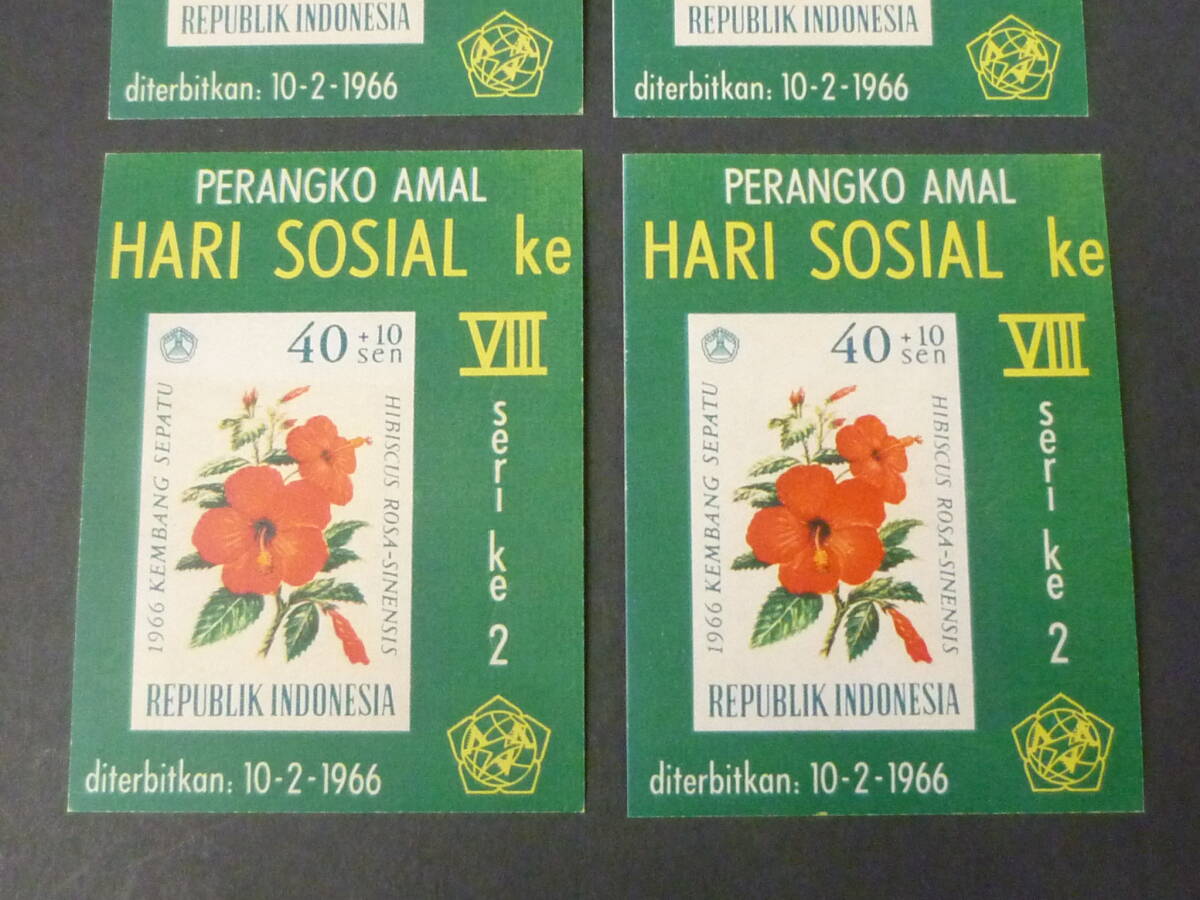 REPUBLIK INDONESIA
diterbitkan: 10-2-1966
REPUBLIK INDONESIA
diterbitkan: 10-2-1966
PERANGKO AMAL
HARI SOSIAL ke
VIII
seri ke 2
40 +10 sen
1966 KEMBANG SEPATU
HIBISCUS ROSA-SINENSIS
REPUBLIK INDONESIA
diterbitkan: 10-2-1966
PERANGKO AMAL
HARI SOSIAL ke
VIII
seri ke 2
40 +10 sen
1966 KEMBANG SEPATU
HIBISCUS ROSA-SINENSIS
REPUBLIK INDONESIA
diterbitkan: 10-2-1966